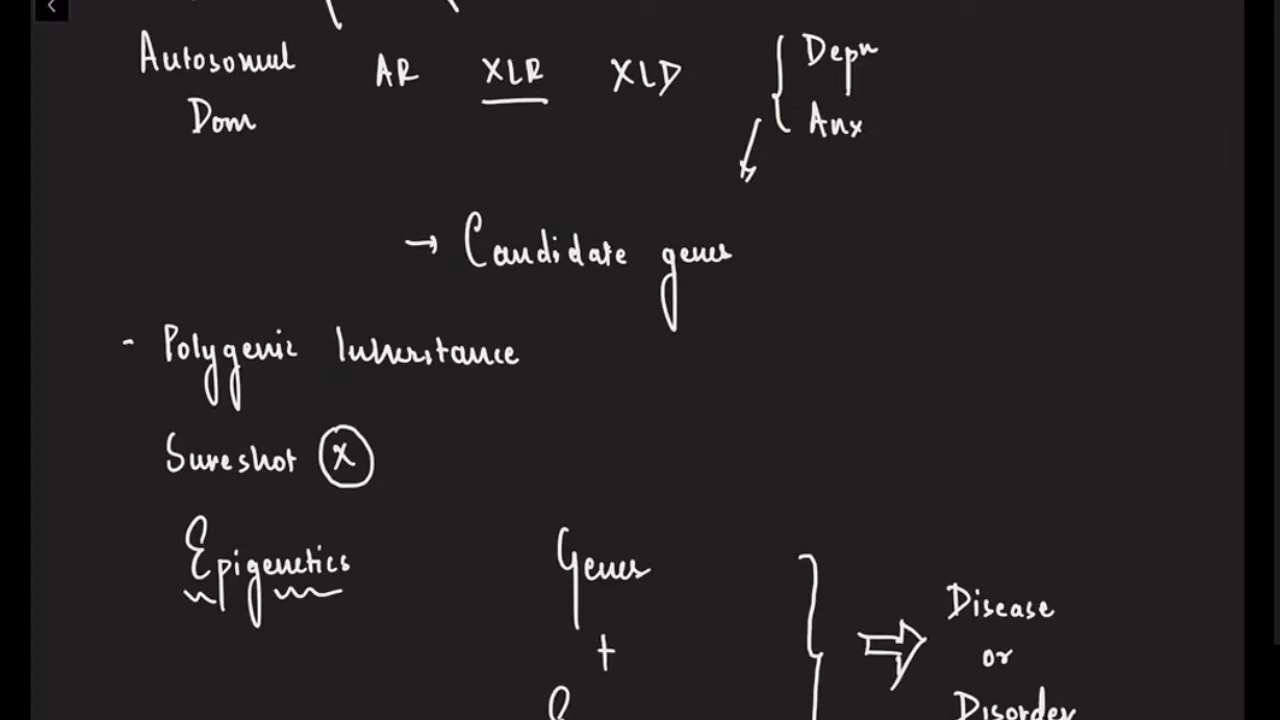 Autosomal AR XLR XLD Depn
Dom Anx
→ Candidate genes
- Polygenic Inheritance
Sureshot X
Epigenetics Genes
Disease
+ or
Disorder